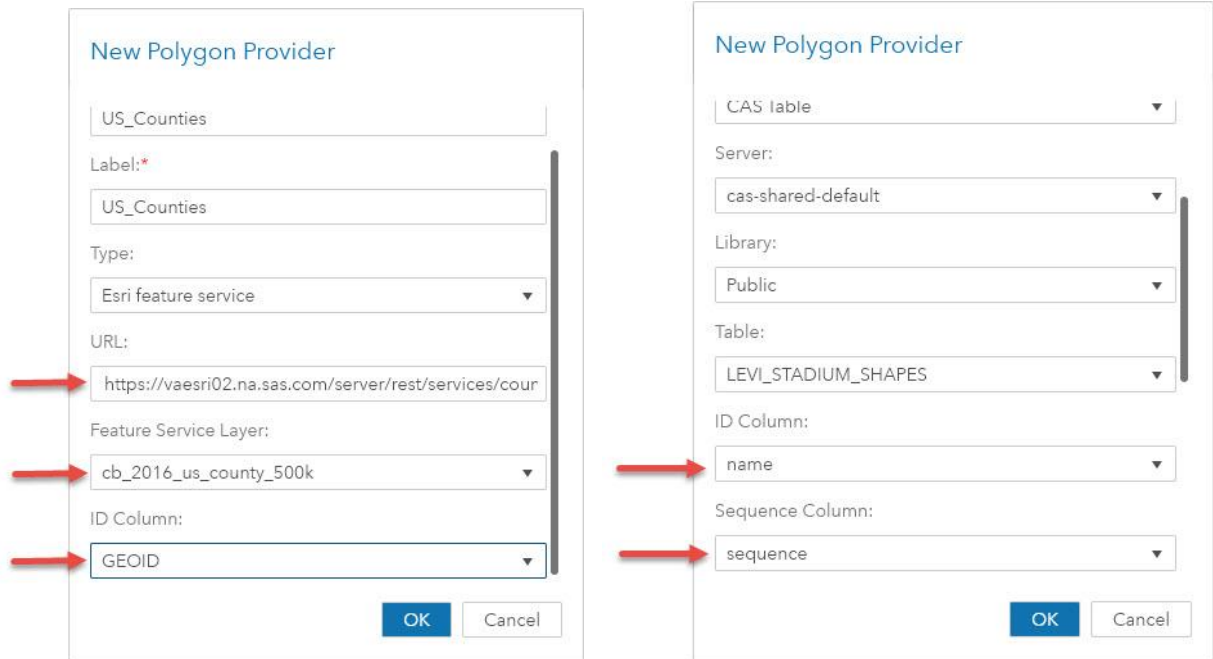 New Polygon Provider
US_Counties
Label:*
US_Counties
Type:
Esri feature service
URL:
https://vaesri02.na.sas.com/server/rest/services/cour
Feature Service Layer:
cb_2016_us_county_500k
ID Column:
GEOID
OK Cancel
New Polygon Provider
CAS Table
Server:
cas-shared-default
Library:
Public
Table:
LEVI_STADIUM_SHAPES
ID Column:
name
Sequence Column:
sequence
OK Cancel